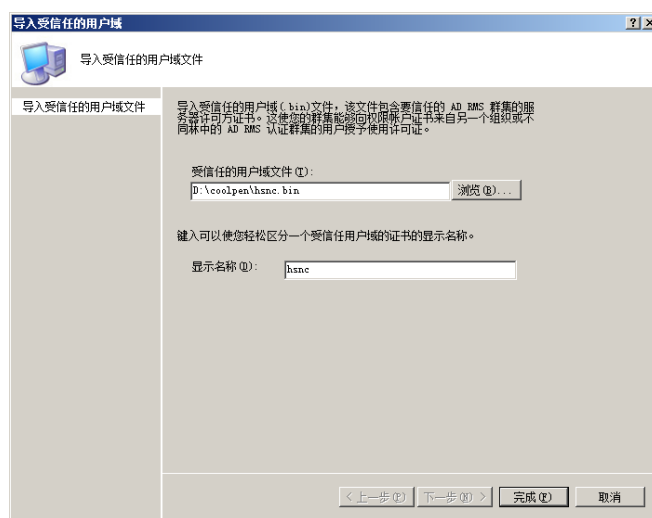 导入受信任的用户域
导入受信任的用户域文件
导入受信任的用户域文件
导入受信任的用户域(.bin)文件，该文件包含要信任的 AD RMS 群集的服
务器许可方证书。这使您的群集能够向权限帐户证书来自另一个组织或不
同林中的 AD RMS 认证群集的用户授予使用许可证。
受信任的用户域文件(T):
D:\coolpen\hsnc.bin
浏览(B)...
键入可以使您轻松区分一个受信任用户域的证书的显示名称。
显示名称(D):
hsnc
< 上一步(P) 下一步(N) > 完成(F) 取消